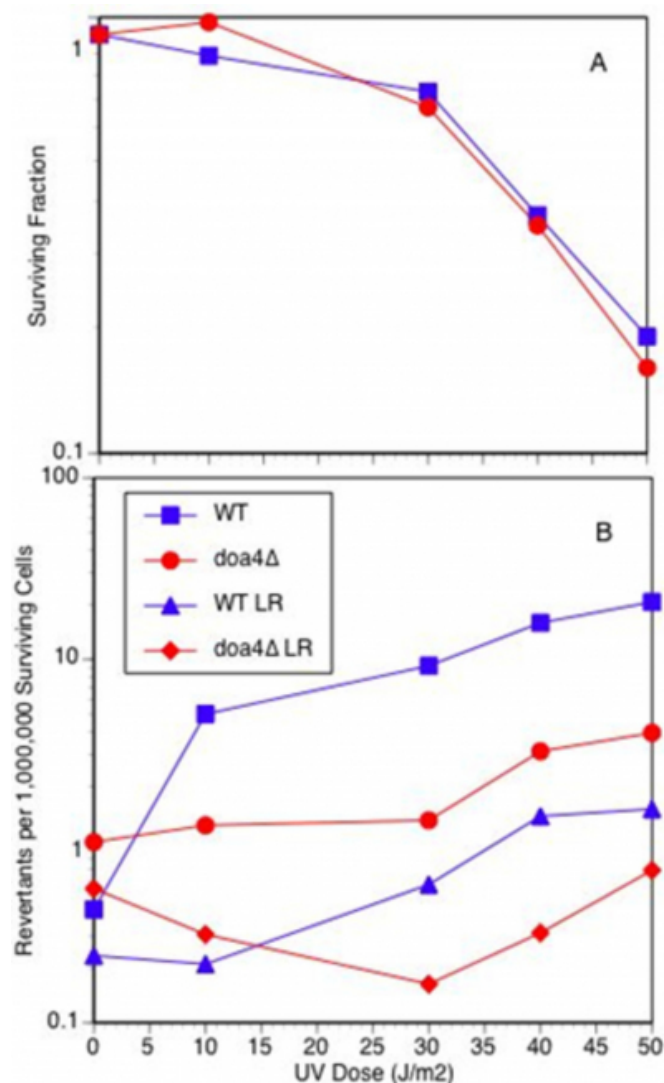 1
A
Surviving Fraction
0.1
100
WT
B
doa4Δ
WT LR
doa4Δ LR
10
Revertants per 1,000,000 Surviving Cells
1
0.1
0 5 10 15 20 25 30 35 40 45 50
UV Dose (J/m2)